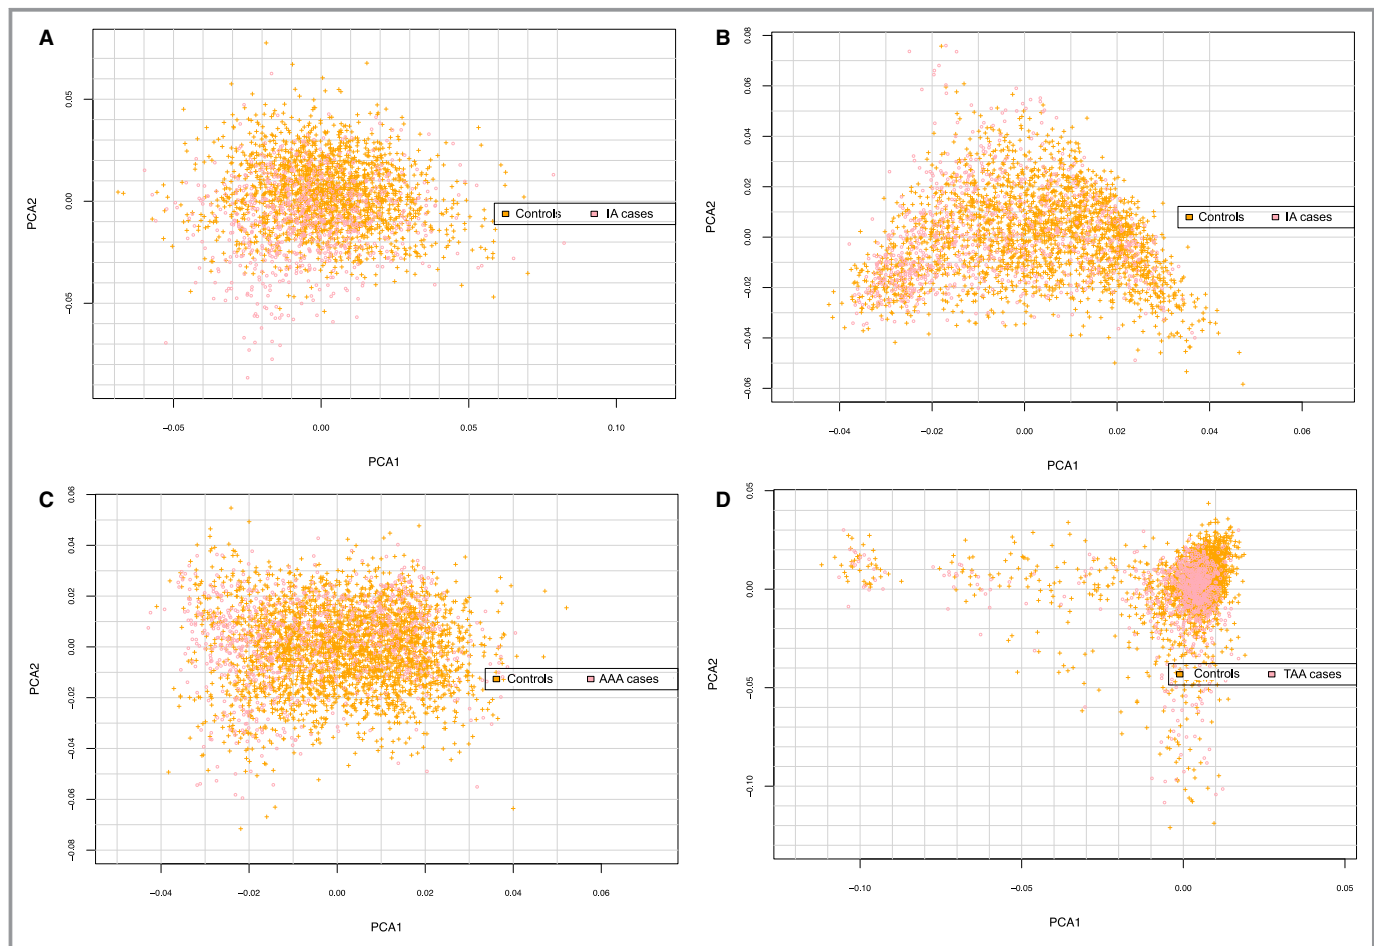 A
PCA2
0.05
0.00
−0.05
Controls IA cases
−0.05 0.00 0.05 0.10
PCA1
B
PCA2
0.08
0.06
0.04
0.02
0.00
−0.02
−0.04
−0.06
Controls IA cases
−0.04 −0.02 0.00 0.02 0.04 0.06
PCA1
C
PCA2
0.06
0.04
0.02
0.00
−0.02
−0.04
−0.06
−0.08
Controls AAA cases
−0.04 −0.02 0.00 0.02 0.04 0.06
PCA1
D
PCA2
0.05
0.00
−0.05
−0.10
Controls TAA cases
−0.10 −0.05 0.00 0.05
PCA1